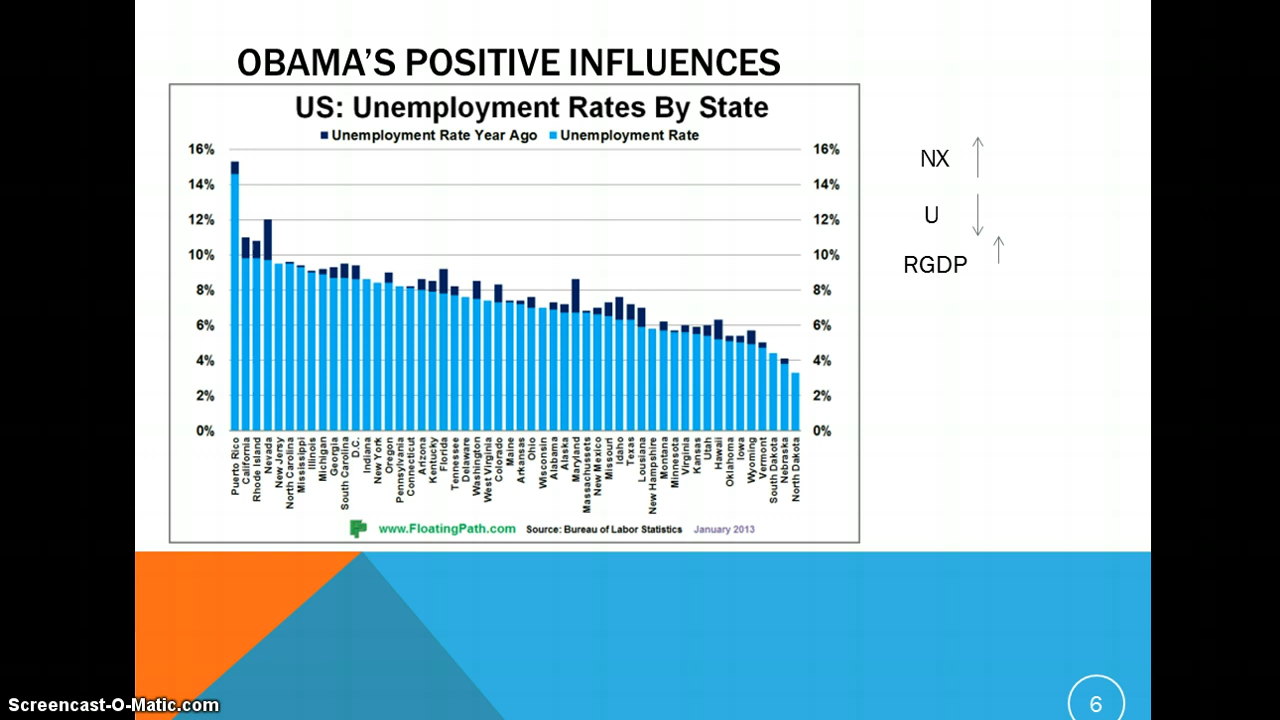 OBAMA'S POSITIVE INFLUENCES
US: Unemployment Rates By State
Unemployment Rate Year Ago Unemployment Rate
16% 16%
14% 14%
12% 12%
10% 10%
8% 8%
6% 6%
4% 4%
2% 2%
0% 0%
Puerto Rico
California
Rhode Island
Nevada
New Jersy
North Carolina
Mississippi
Illinois
Michigan
Georgia
South Carolina
D.C.
Indiana
New York
Oregon
Pennsylvania
Connecticut
Arizona
Kentucky
Florida
Tennessee
Delaware
Washington
West Virginia
Colorado
Maine
Arkansas
Ohio
Wisconsin
Alabama
Alaska
Maryland
Massachussets
New Mexico
Missouri
Idaho
Texas
Louisiana
New Hampshire
Montana
Minnesota
Virginia
Kansas
Utah
Hawaii
Oklahoma
Iowa
Wyoming
Vermont
South Dakota
Nebraska
North Dakota
www.FloatingPath.com Source: Bureau of Labor Statistics January 2013
NX
U
RGDP
6
Screencast-O-Matic.com